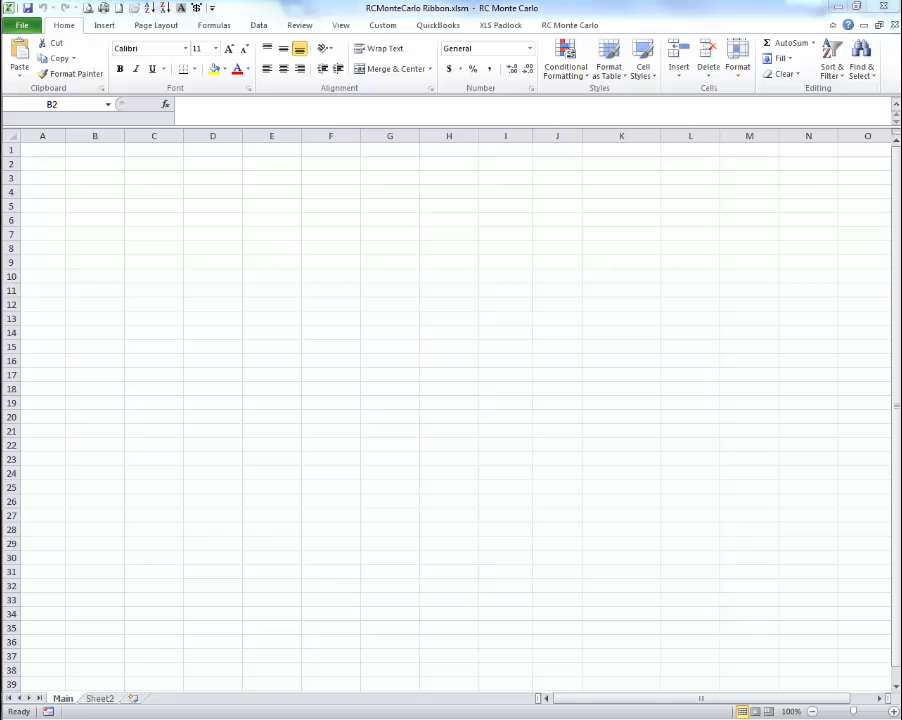 RCMonteCarlo Ribbon.xlsm - RC Monte Carlo
File Home Insert Page Layout Formulas Data Review View Custom QuickBooks XLS Padlock RC Monte Carlo
Paste
Cut
Copy
Format Painter
Clipboard
Calibri 11
B I U
Font
Wrap Text
Merge & Center
Alignment
General
$ % ,
Number
Conditional Formatting
Format as Table
Cell Styles
Styles
Insert
Delete
Format
Cells
AutoSum
Fill
Clear
Sort & Filter
Find & Select
Editing
B2 fx
A B C D E F G H I J K L M N O
1
2
3
4
5
6
7
8
9
10
11
12
13
14
15
16
17
18
19
20
21
22
23
24
25
26
27
28
29
30
31
32
33
34
35
36
37
38
39
Main Sheet2
Ready 100%